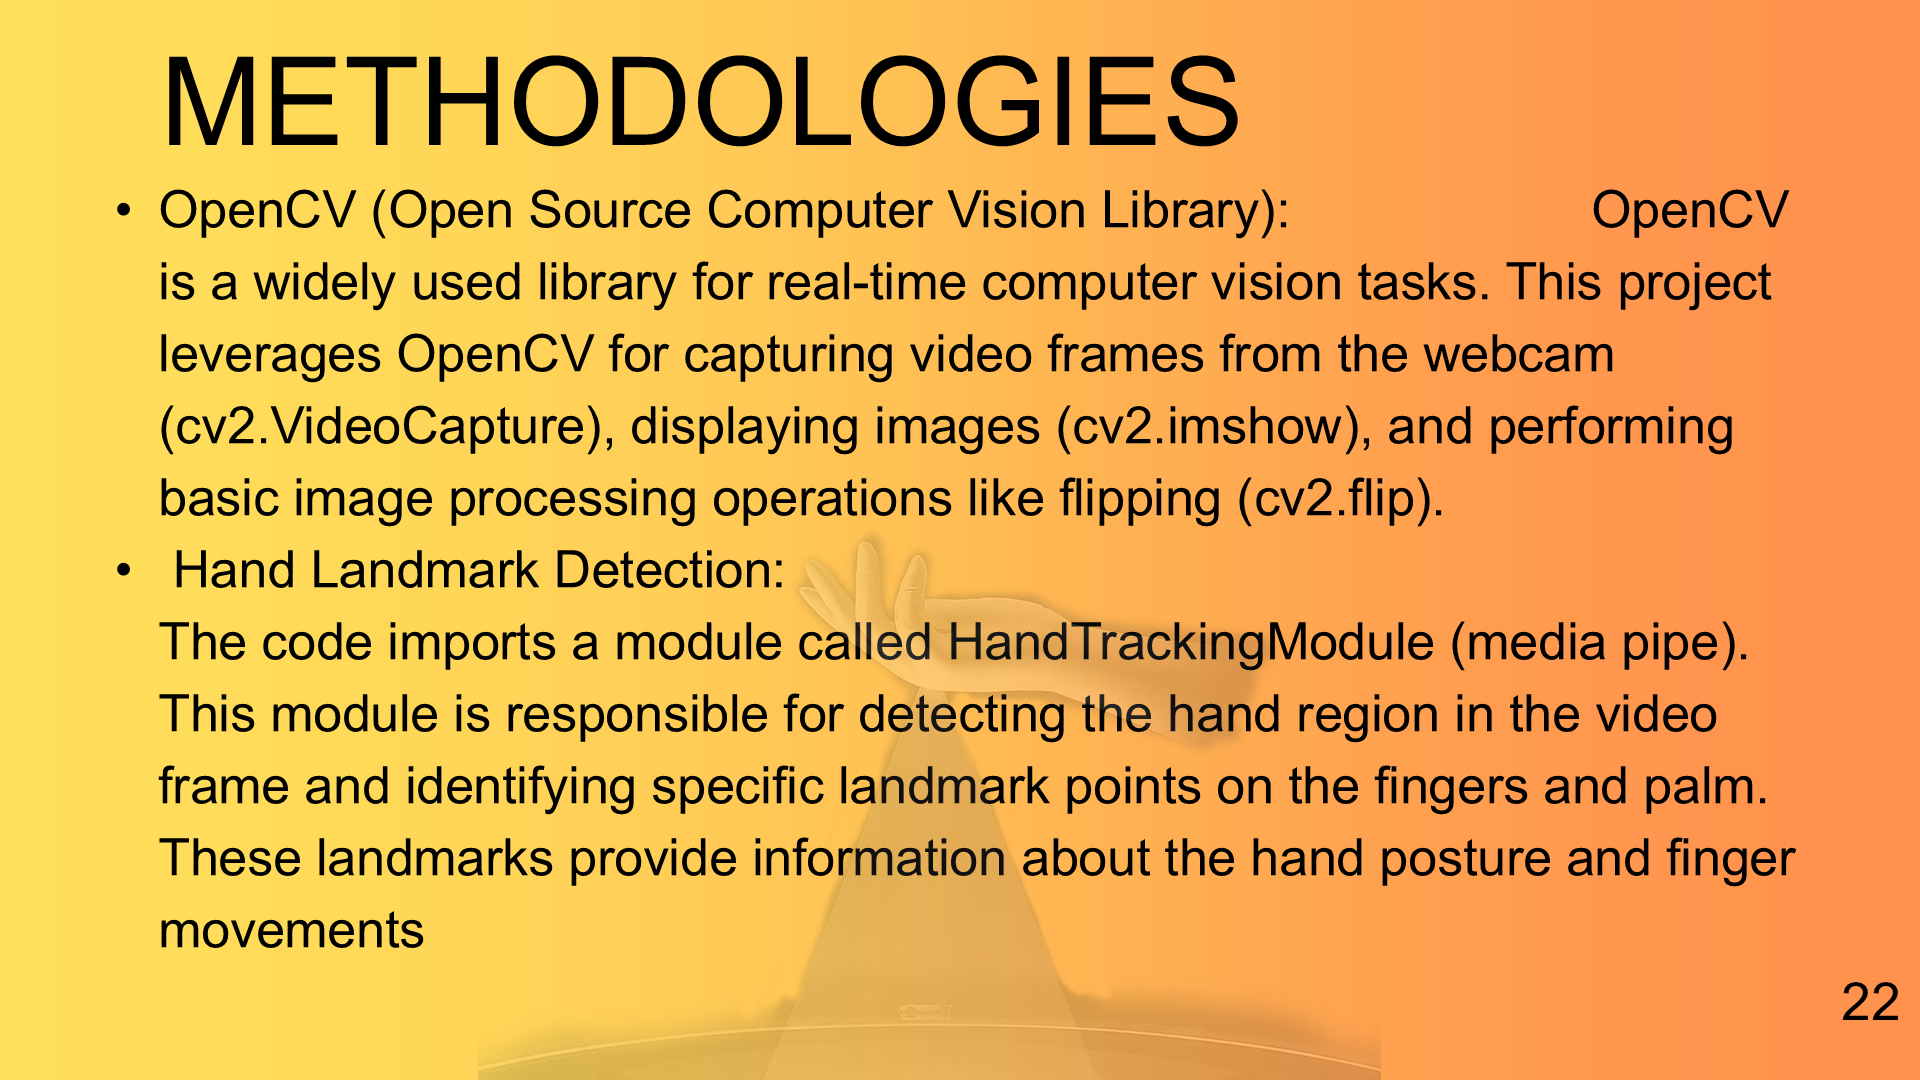 METHODOLOGIES
• OpenCV (Open Source Computer Vision Library): OpenCV
is a widely used library for real-time computer vision tasks. This project
leverages OpenCV for capturing video frames from the webcam
(cv2.VideoCapture), displaying images (cv2.imshow), and performing
basic image processing operations like flipping (cv2.flip).
• Hand Landmark Detection:
The code imports a module called HandTrackingModule (media pipe).
This module is responsible for detecting the hand region in the video
frame and identifying specific landmark points on the fingers and palm.
These landmarks provide information about the hand posture and finger
movements
22